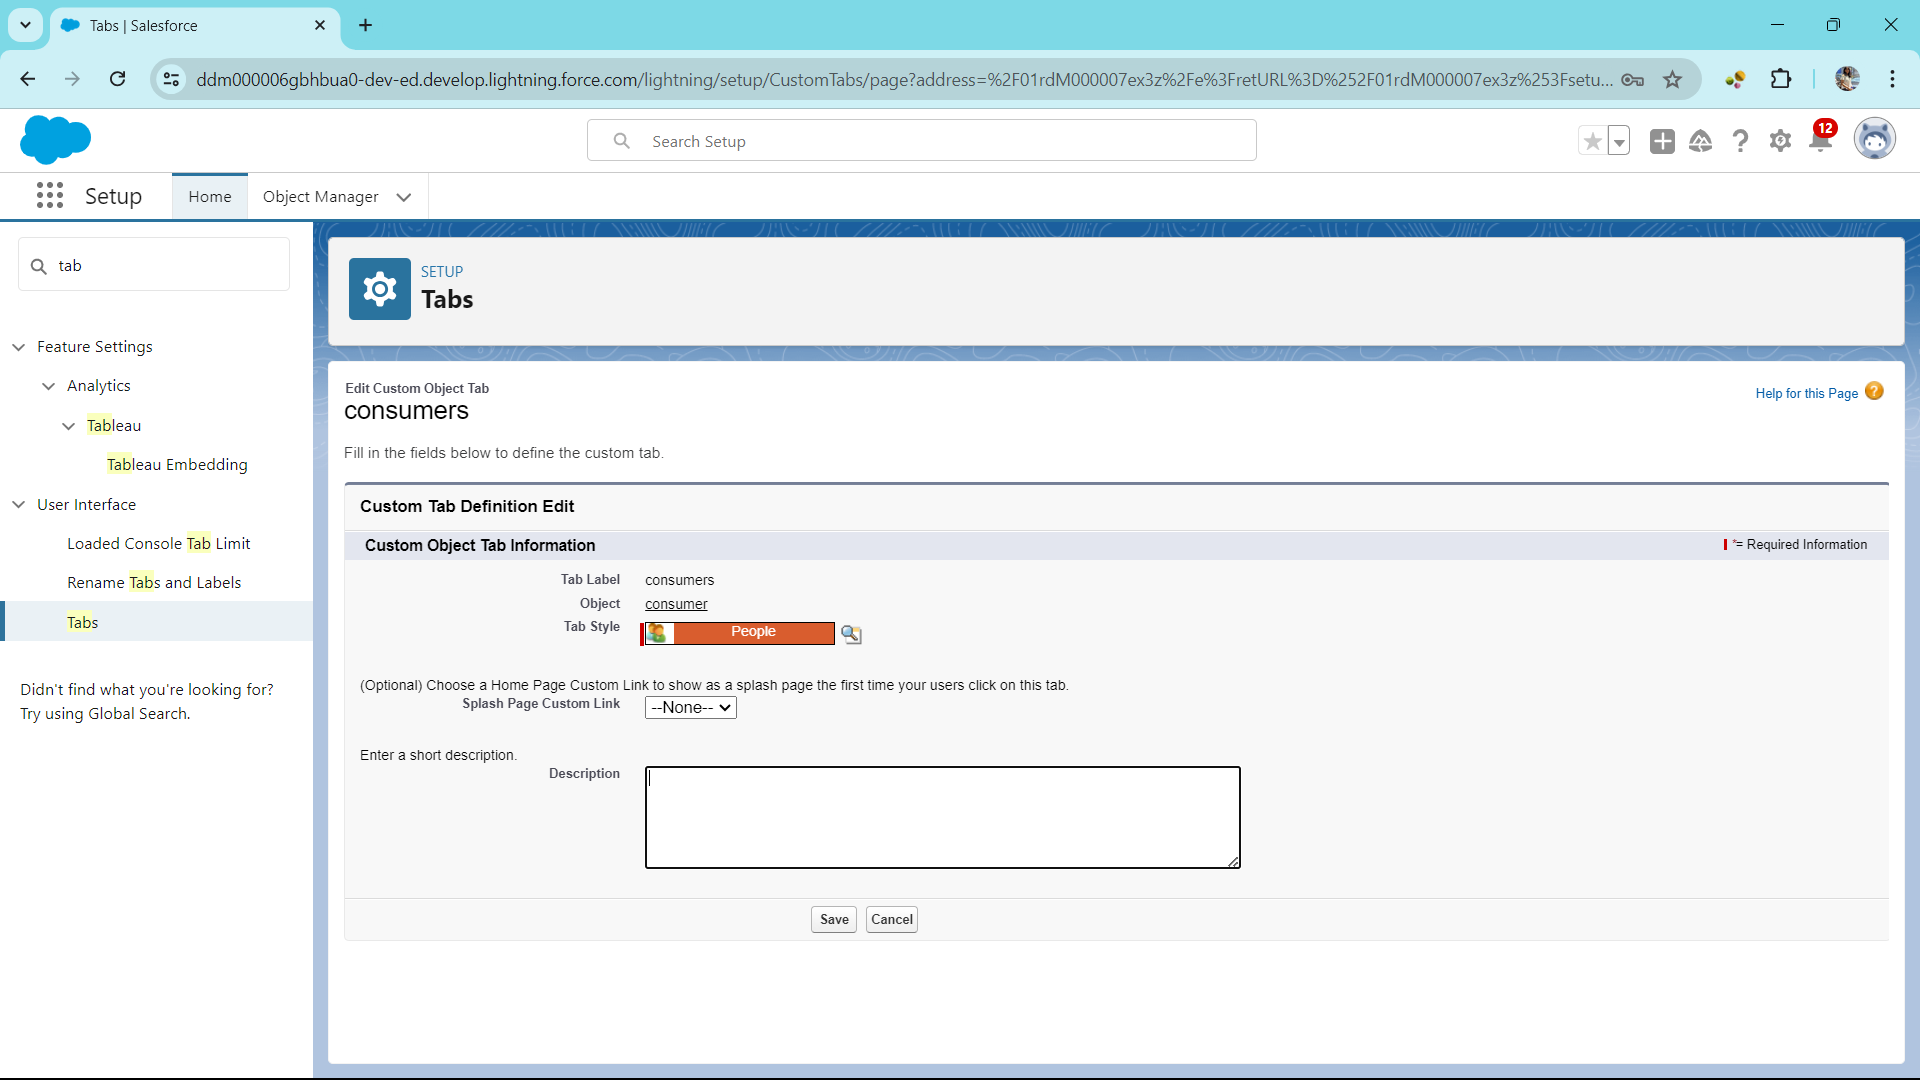 Tabs | Salesforce
ddm000006gbhbua0-dev-ed.develop.lightning.force.com/lightning/setup/CustomTabs/page?address=%2F01rdM000007ex3z%2Fe%3FretURL%3D%252F01rdM000007ex3z%253Fsetu...
Search Setup
12
Setup
Home
Object Manager
tab
Feature Settings
Analytics
Tableau
Tableau Embedding
User Interface
Loaded Console Tab Limit
Rename Tabs and Labels
Tabs
Didn't find what you're looking for?
Try using Global Search.
SETUP
Tabs
Edit Custom Object Tab
consumers
Help for this Page ?
Fill in the fields below to define the custom tab.
Custom Tab Definition Edit
Custom Object Tab Information
*= Required Information
Tab Label consumers
Object consumer
Tab Style People
(Optional) Choose a Home Page Custom Link to show as a splash page the first time your users click on this tab.
Splash Page Custom Link --None--
Enter a short description.
Description
Save Cancel